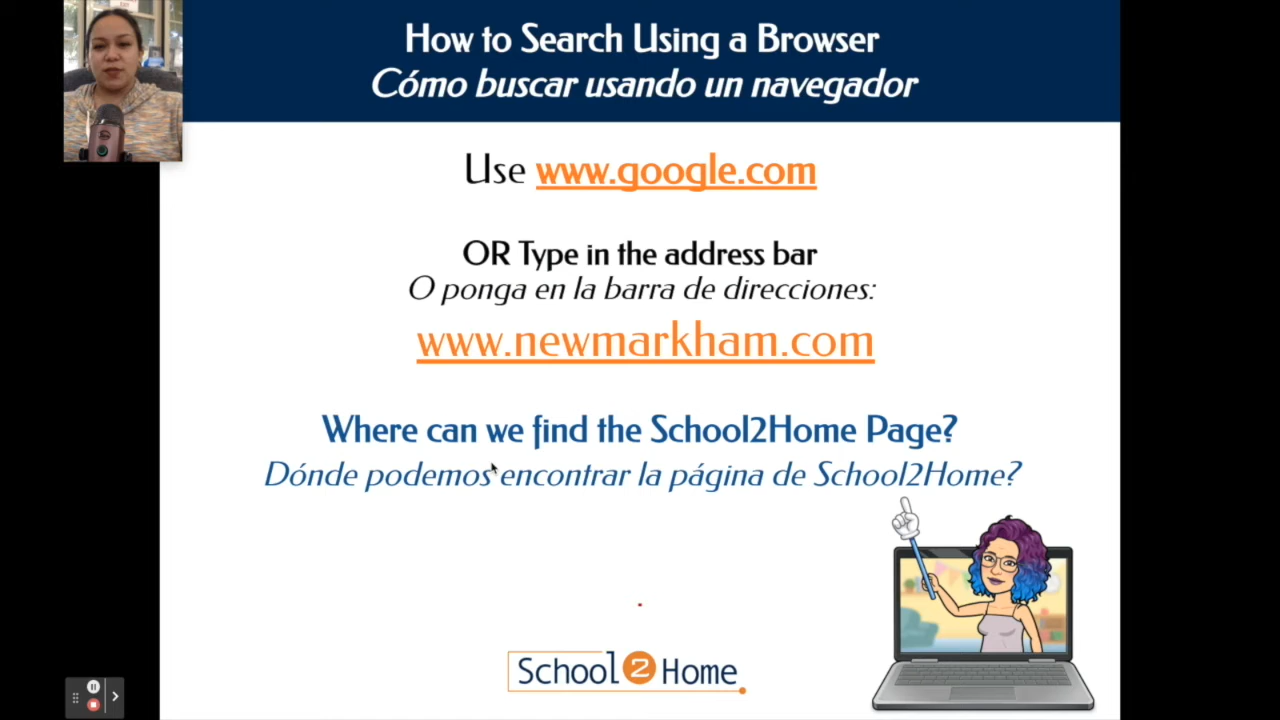 How to Search Using a Browser
Cómo buscar usando un navegador
Use www.google.com
OR Type in the address bar
O ponga en la barra de direcciones:
www.newmarkham.com
Where can we find the School2Home Page?
Dónde podemos encontrar la página de School2Home?
School 2 Home